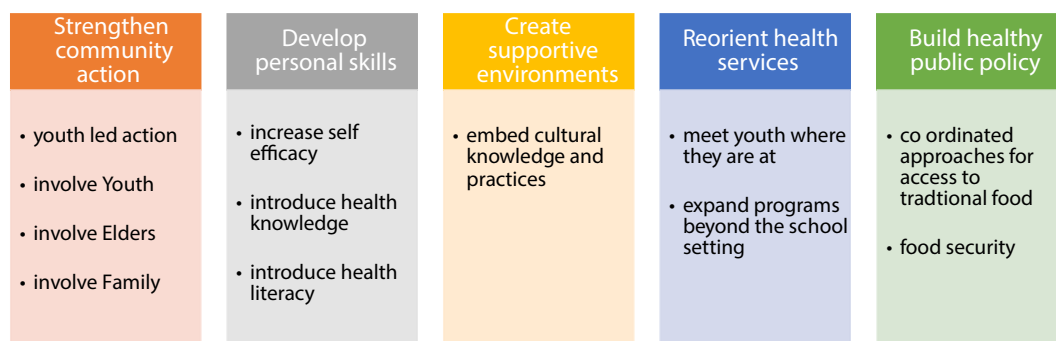 Strengthen
community
action
• youth led action
• involve Youth
• involve Elders
• involve Family
Develop
personal skills
• increase self
efficacy
• introduce health
knowledge
• introduce health
literacy
Create
supportive
environments
• embed cultural
knowledge and
practices
Reorient health
services
• meet youth where
they are at
• expand programs
beyond the school
setting
Build healthy
public policy
• co ordinated
approaches for
access to
tradtional food
• food security